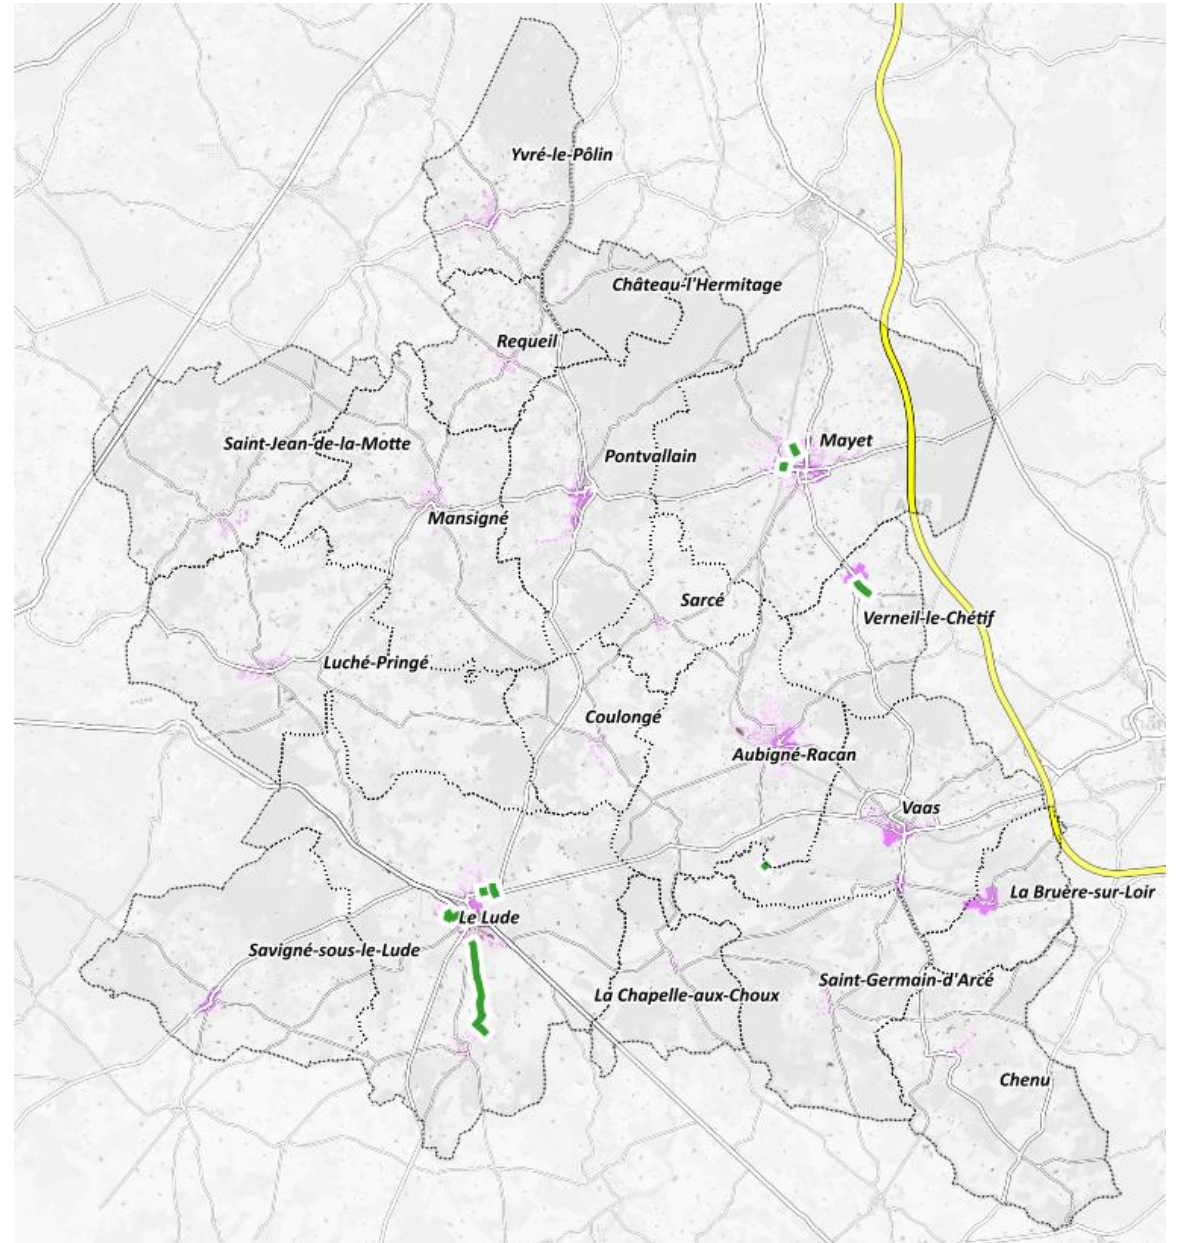 Yvré-le-Pôlin
Château-l'Hermitage
Requeil
Saint-Jean-de-la-Motte
Mayet
Pontvallain
Mansigné
Sarcé
Verneil-le-Chétif
Luché-Pringé
Coulongé
Aubigné-Racan
Vaas
La Bruère-sur-Loir
Le Lude
Savigné-sous-le-Lude
Saint-Germain-d'Arcé
La Chapelle-aux-Choux
Chenu